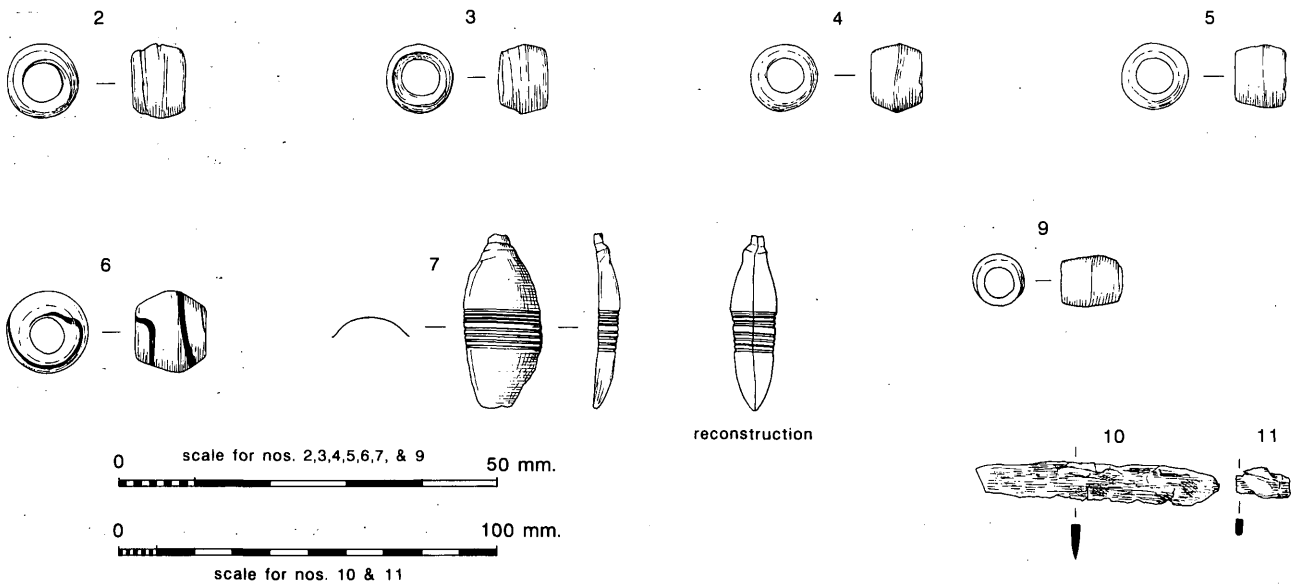 2
3
4
5
6
7
9
reconstruction
10
11
0 scale for nos. 2,3,4,5,6,7, & 9 50 mm.
0 100 mm.
scale for nos. 10 & 11